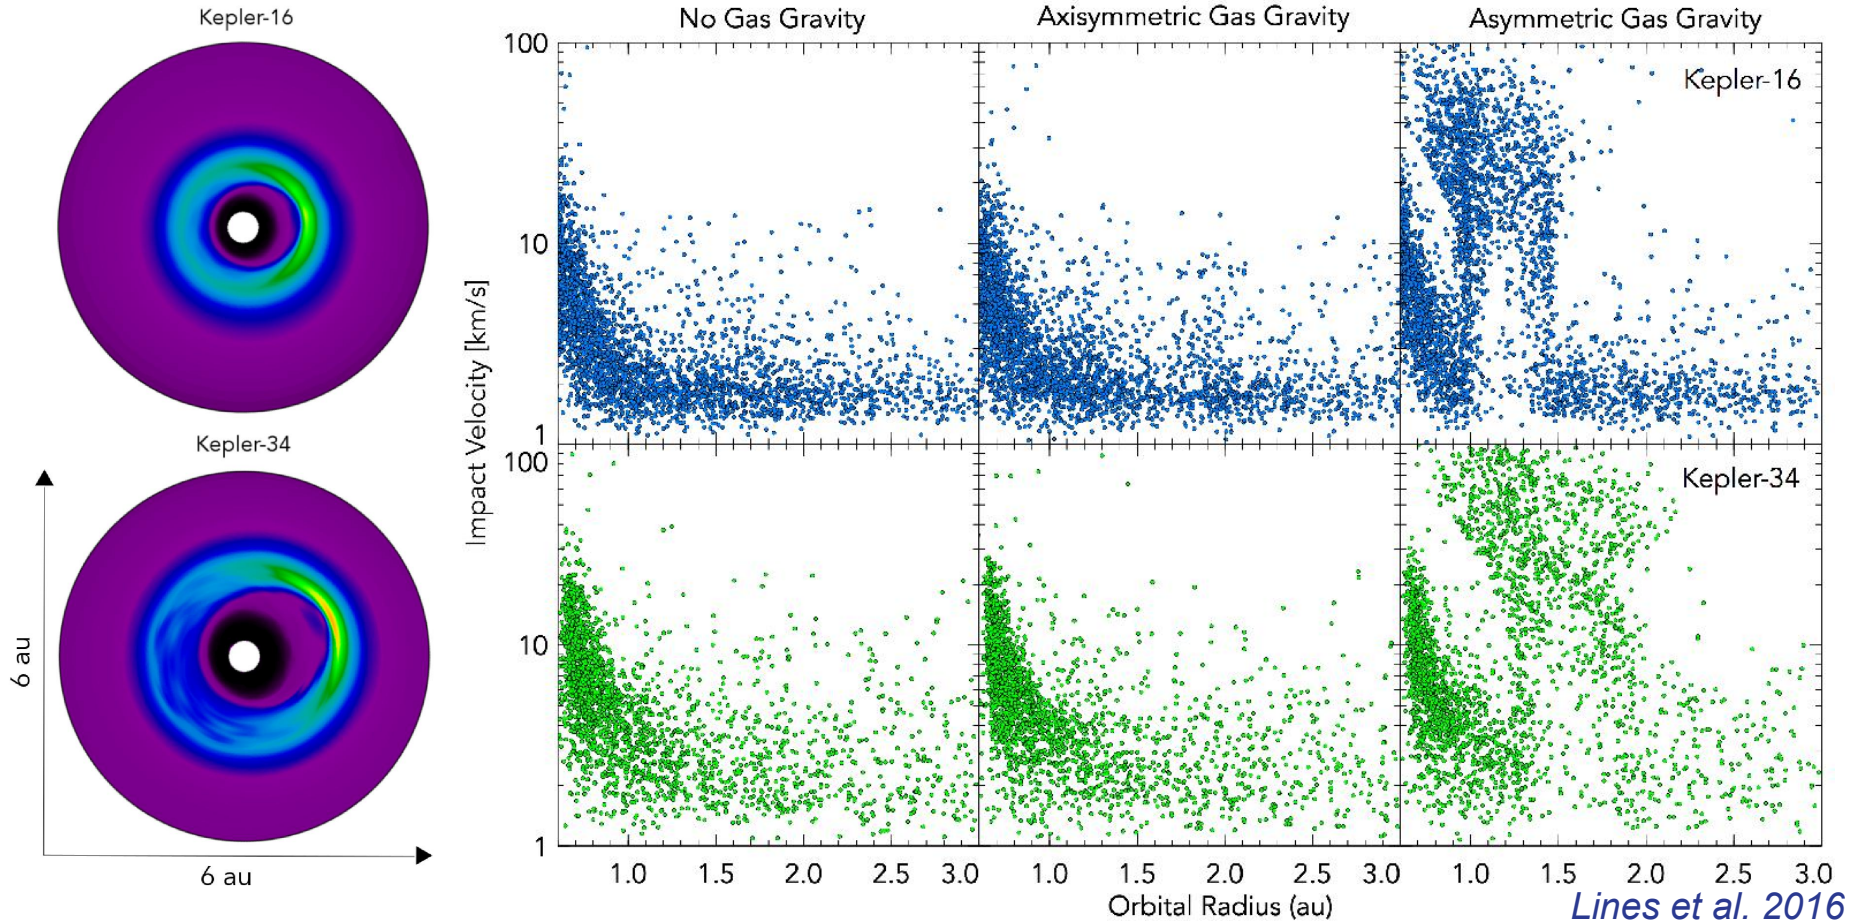 Kepler-16
No Gas Gravity
Axisymmetric Gas Gravity
Asymmetric Gas Gravity
Kepler-16
Kepler-34
6 au
6 au
Impact Velocity [km/s]
100
10
1
100
10
1
Kepler-34
1.0 1.5 2.0 2.5 3.0
1.0 1.5 2.0 2.5 3.0
1.0 1.5 2.0 2.5 3.0
Orbital Radius (au)
Lines et al. 2016